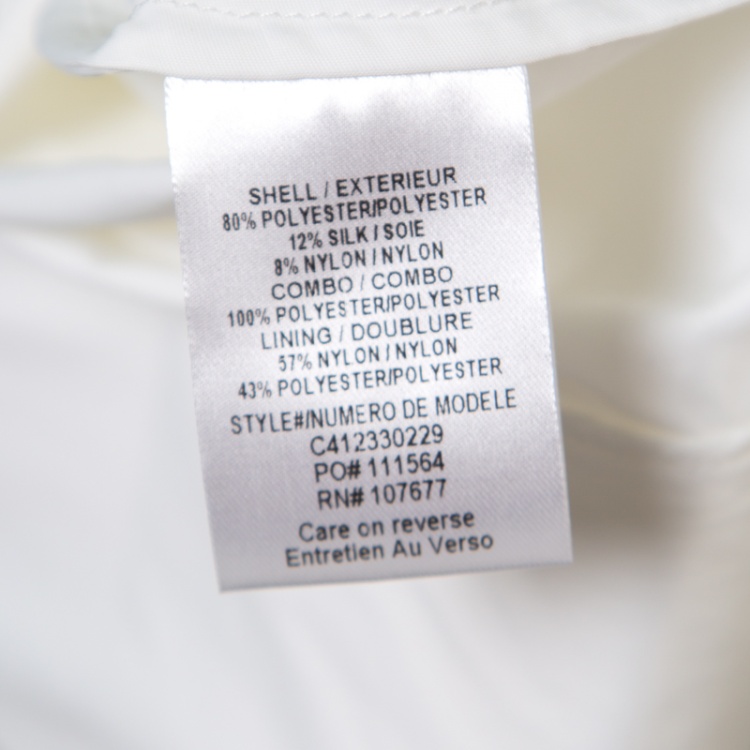 SHELL / EXTERIEUR
80% POLYESTER/POLYESTER
12% SILK / SOIE
8% NYLON / NYLON
COMBO / COMBO
100% POLYESTER/POLYESTER
LINING / DOUBLURE
57% NYLON / NYLON
43% POLYESTER/POLYESTER
STYLE#/NUMERO DE MODELE
C412330229
PO# 111564
RN# 107677
Care on reverse
Entretien Au Verso